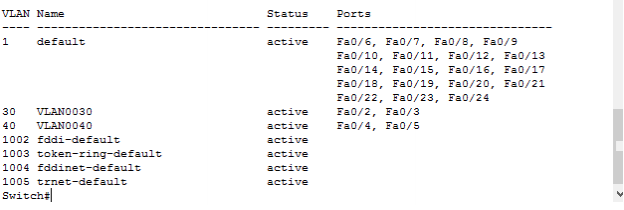 VLAN Name                             Status    Ports
---- -------------------------------- --------- -------------------------------
1    default                          active    Fa0/6, Fa0/7, Fa0/8, Fa0/9
                                                Fa0/10, Fa0/11, Fa0/12, Fa0/13
                                                Fa0/14, Fa0/15, Fa0/16, Fa0/17
                                                Fa0/18, Fa0/19, Fa0/20, Fa0/21
                                                Fa0/22, Fa0/23, Fa0/24
30   VLAN0030                         active    Fa0/2, Fa0/3
40   VLAN0040                         active    Fa0/4, Fa0/5
1002 fddi-default                     active
1003 token-ring-default               active
1004 fddinet-default                  active
1005 trnet-default                    active
Switch#